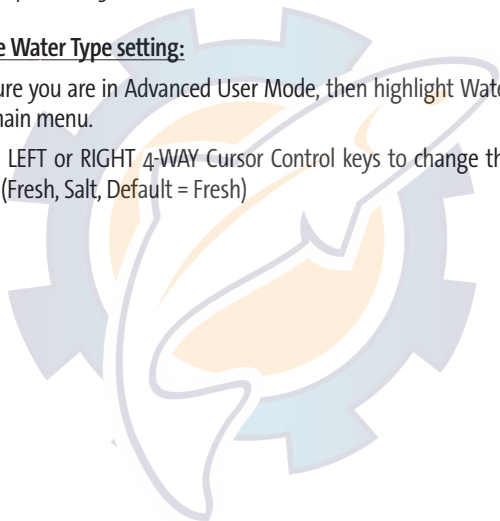 e Water Type setting:
ure you are in Advanced User Mode, then highlight Wate
nain menu.
LEFT or RIGHT 4-WAY Cursor Control keys to change th
(Fresh, Salt, Default = Fresh)